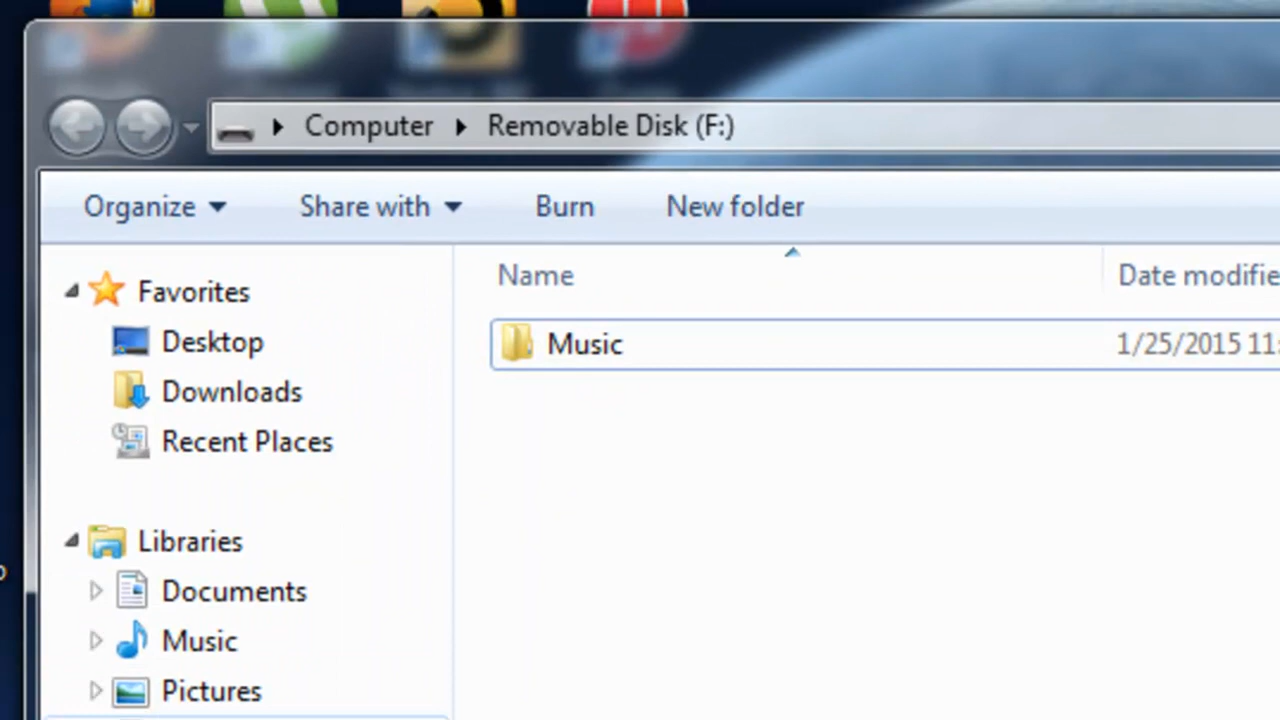 Computer Removable Disk (F:)
Organize Share with Burn New folder
Name Date modifie
Favorites
Music 1/25/2015 11:
Desktop
Downloads
Recent Places
Libraries
Documents
Music
Pictures